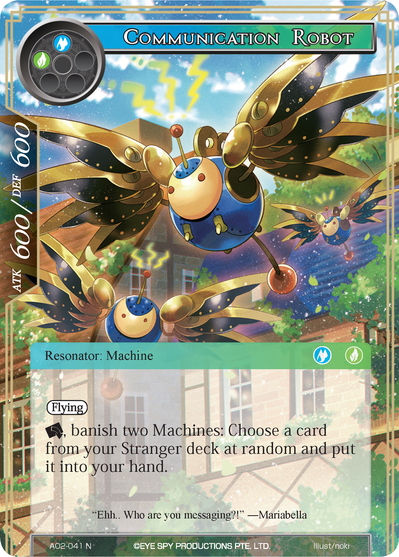 Communication Robot
ATK 600 / DEF 600
Resonator: Machine
Flying
, banish two Machines: Choose a card
from your Stranger deck at random and put
it into your hand.
“Ehh.. Who are you messaging?!” —Mariabella
A02-041 N
©EYE SPY PRODUCTIONS PTE. LTD.
Illust/noki